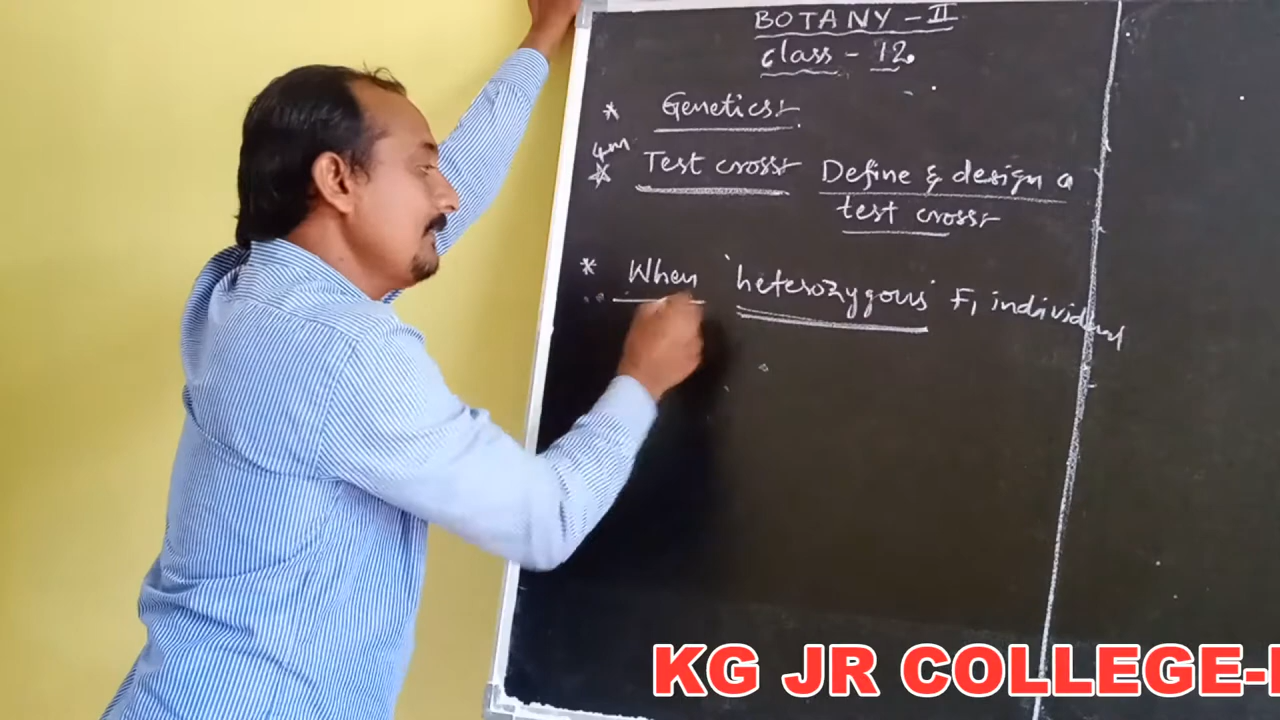 BOTANY - II
class - 12.
* Genetics
4m
* Test cross Define & design a
test cross
* When 'heterozygous' F1 individual
KG JR COLLEGE-